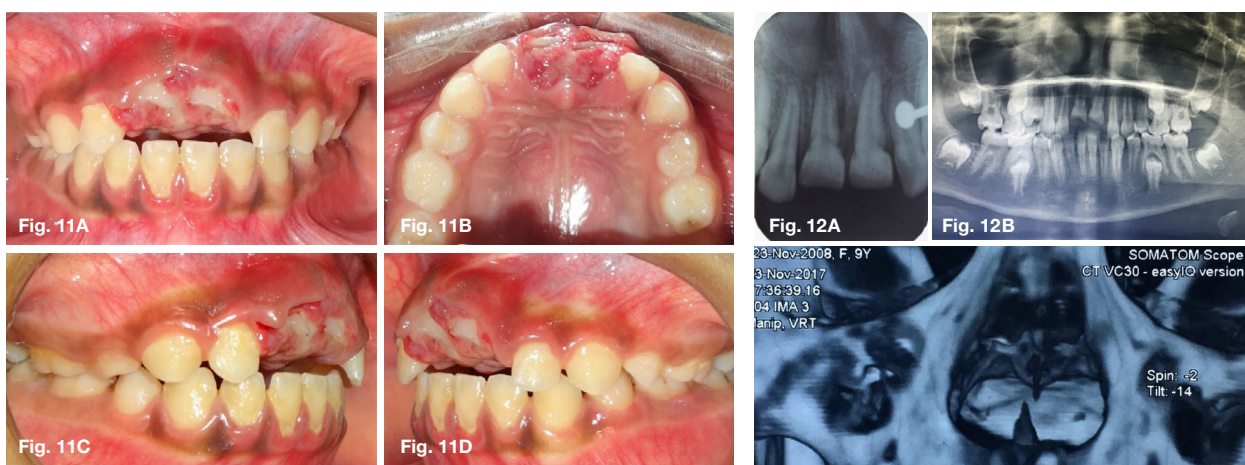 Fig. 11A
Fig. 11B
Fig. 12A
Fig. 12B
Fig. 11C
Fig. 11D
23-Nov-2008, F, 9Y
3-Nov-2017
7:36:39.16
04 IMA 3
lanip, VRT
SOMATOM Scope
CT VC30 - easyIQ version
Spin: -2
Tilt: -14